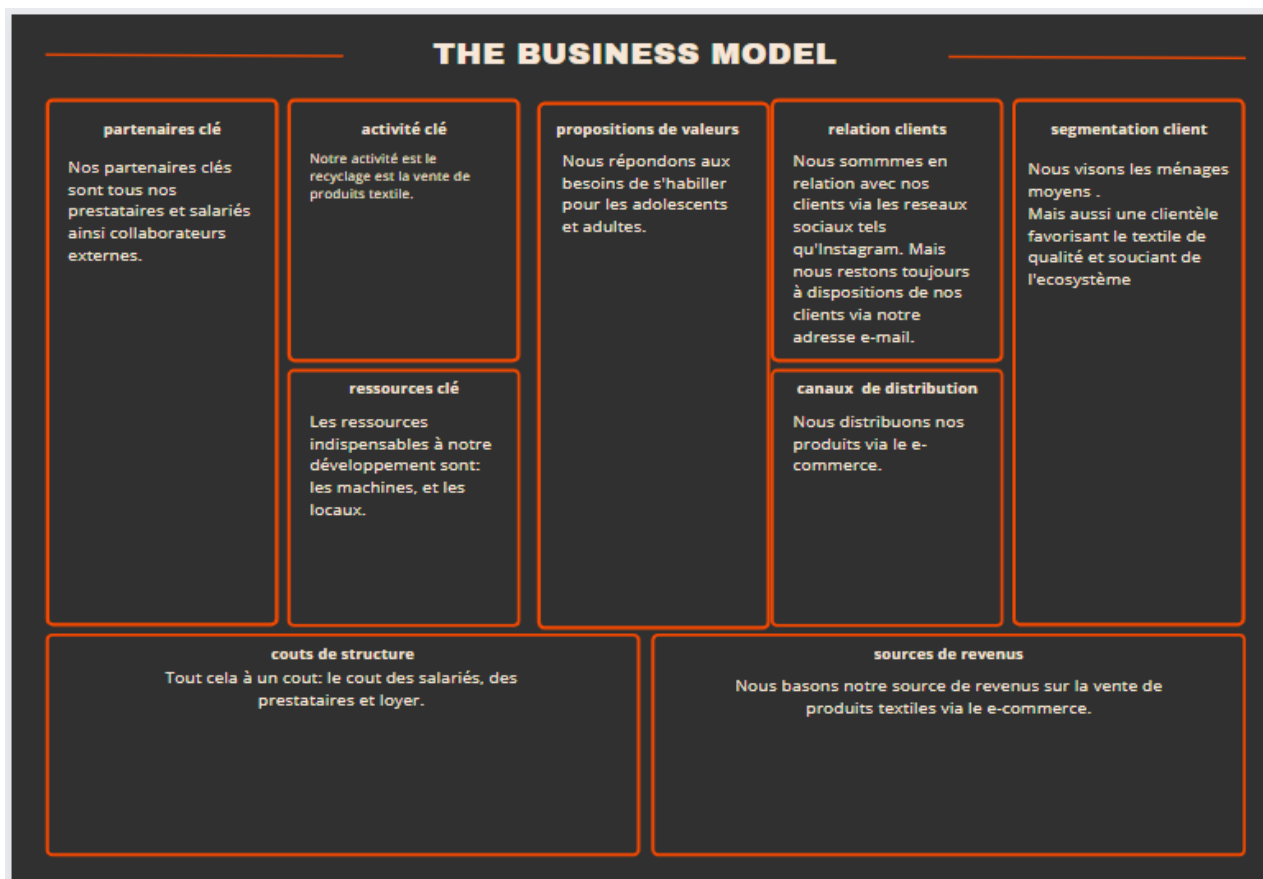 THE BUSINESS MODEL
partenaires clé
Nos partenaires clés
sont tous nos
prestataires et salariés
ainsi collaborateurs
externes.
activité clé
Notre activité est le
recyclage est la vente de
produits textile.
ressources clé
Les ressources
indispensables à notre
développement sont:
les machines, et les
locaux.
propositions de valeurs
Nous répondons aux
besoins de s'habiller
pour les adolescents
et adultes.
relation clients
Nous sommmes en
relation avec nos
clients via les reseaux
sociaux tels
qu'Instagram. Mais
nous restons toujours
à dispositions de nos
clients via notre
adresse e-mail.
canaux de distribution
Nous distribuons nos
produits via le e-
commerce.
segmentation client
Nous visons les ménages
moyens .
Mais aussi une clientèle
favorisant le textile de
qualité et souciant de
l'ecosystème
couts de structure
Tout cela à un cout: le cout des salariés, des
prestataires et loyer.
sources de revenus
Nous basons notre source de revenus sur la vente de
produits textiles via le e-commerce.